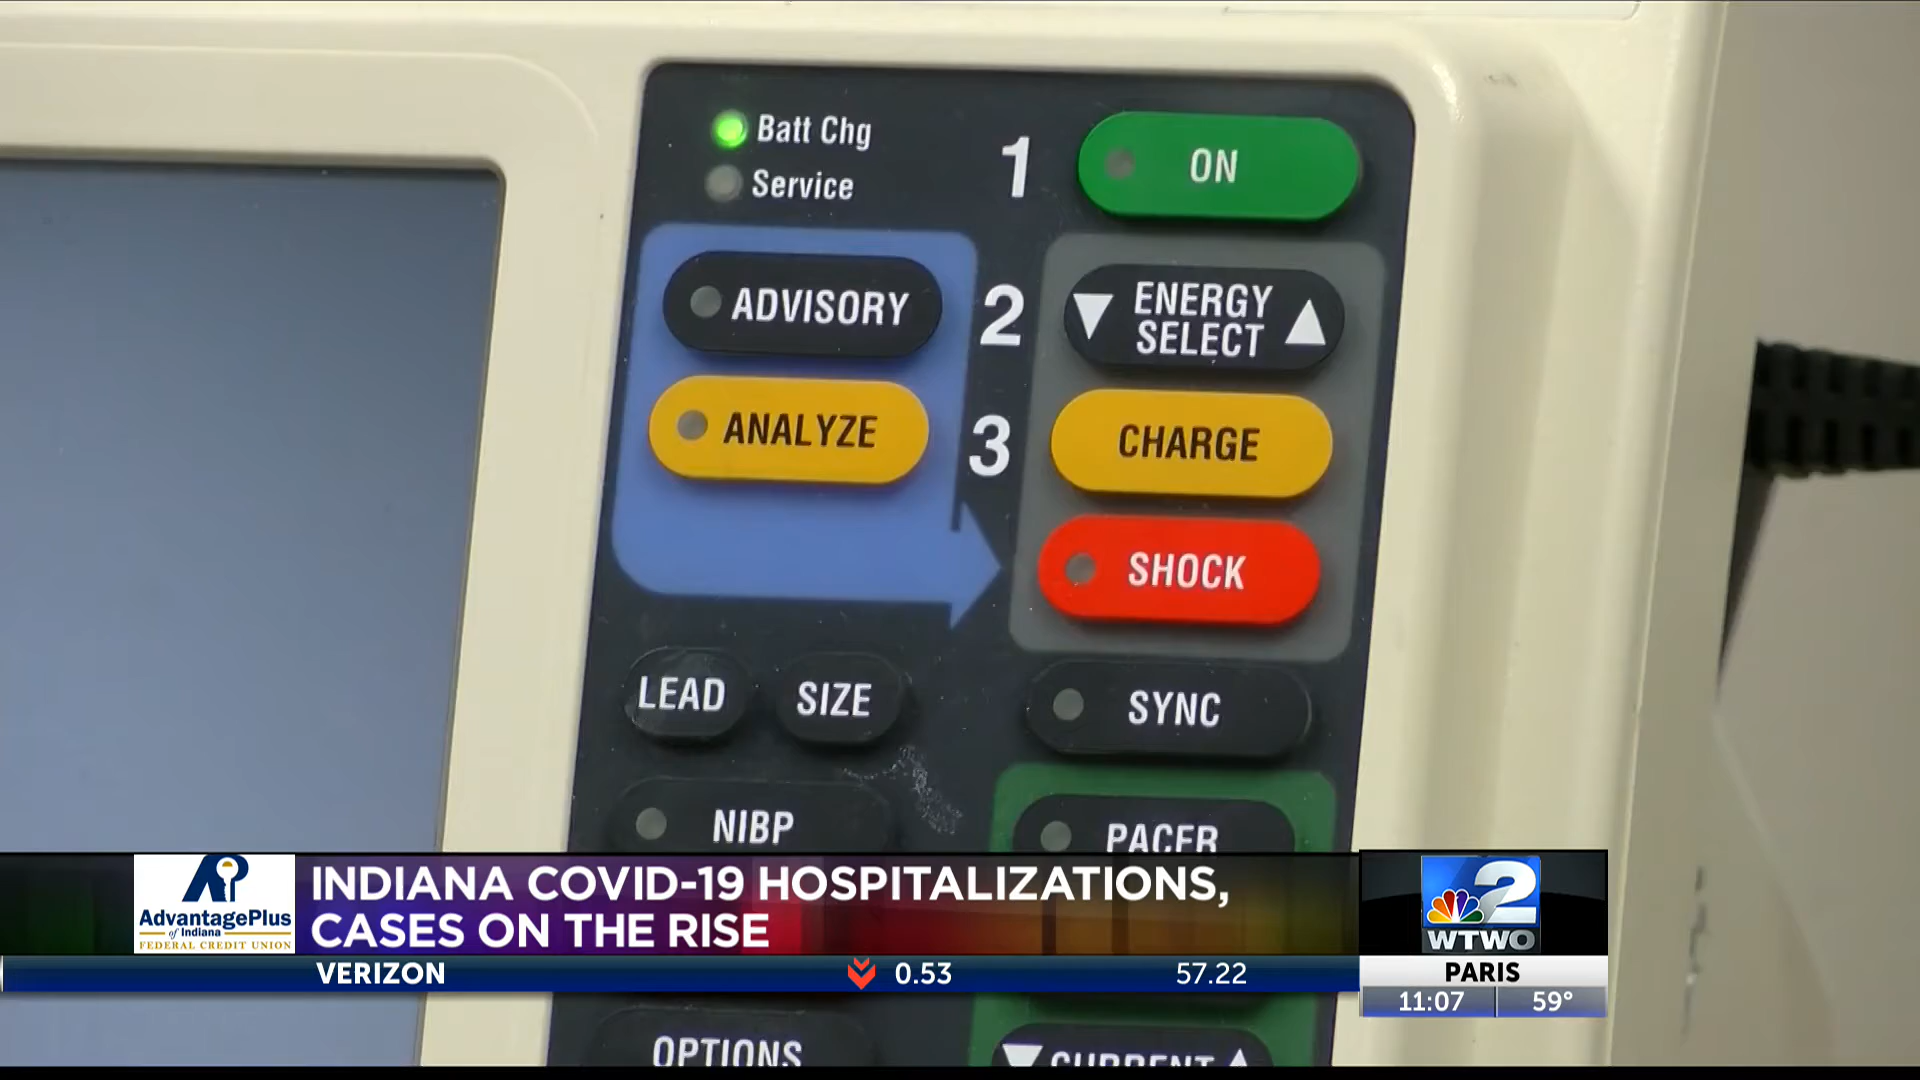 Batt Chg
Service
1
ON
ADVISORY
2
ENERGY
SELECT
ANALYZE
3
CHARGE
SHOCK
LEAD
SIZE
SYNC
NIBP
PACER
AdvantagePlus
of Indiana
FEDERAL CREDIT UNION
INDIANA COVID-19 HOSPITALIZATIONS,
CASES ON THE RISE
2
WTWO
VERIZON 0.53 57.22
PARIS
11:07 59°
OPTIONS
CURRENT